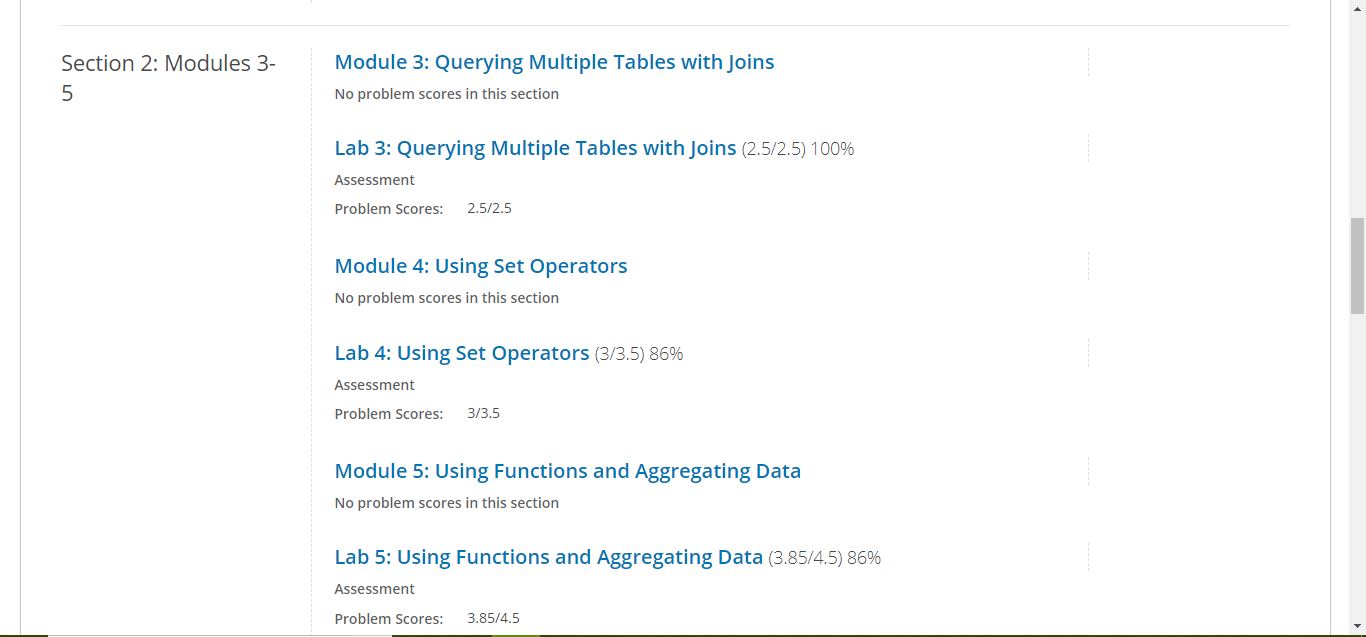 Section 2: Modules 3-
5
Module 3: Querying Multiple Tables with Joins
No problem scores in this section
Lab 3: Querying Multiple Tables with Joins (2.5/2.5) 100%
Assessment
Problem Scores: 2.5/2.5
Module 4: Using Set Operators
No problem scores in this section
Lab 4: Using Set Operators (3/3.5) 86%
Assessment
Problem Scores: 3/3.5
Module 5: Using Functions and Aggregating Data
No problem scores in this section
Lab 5: Using Functions and Aggregating Data (3.85/4.5) 86%
Assessment
Problem Scores: 3.85/4.5